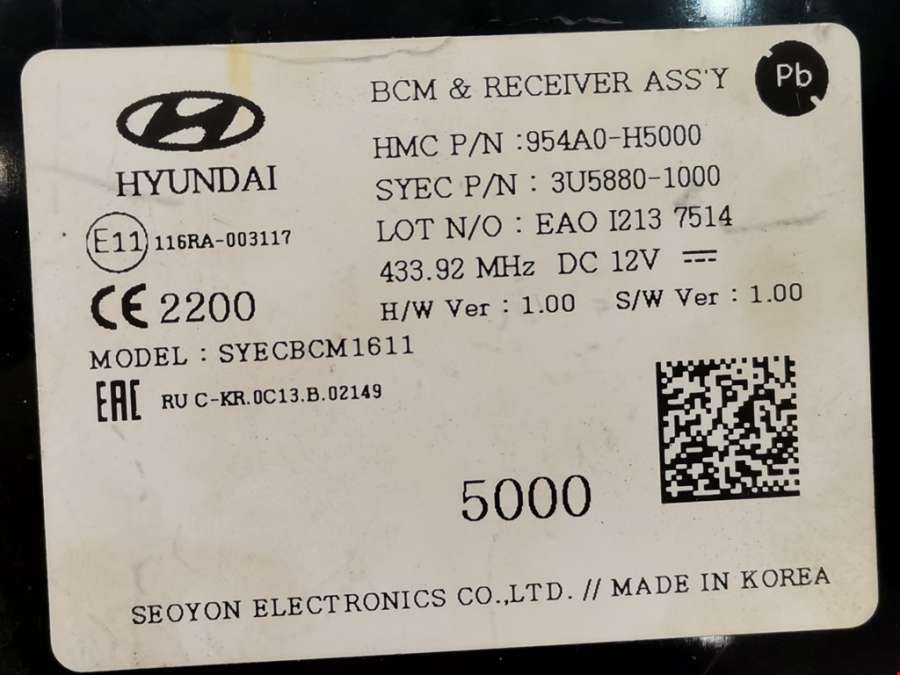 BCM & RECEIVER ASS'Y
Pb
HYUNDAI
HMC P/N :954A0-H5000
SYEC P/N : 3U5880-1000
LOT N/O : EAO I213 7514
E11 116RA-003117
433.92 MHz DC 12V
CE 2200
H/W Ver : 1.00 S/W Ver : 1.00
MODEL : SYECBCM1611
EAC RU C-KR.0C13.B.02149
5000
SEOYON ELECTRONICS CO.,LTD. // MADE IN KOREA